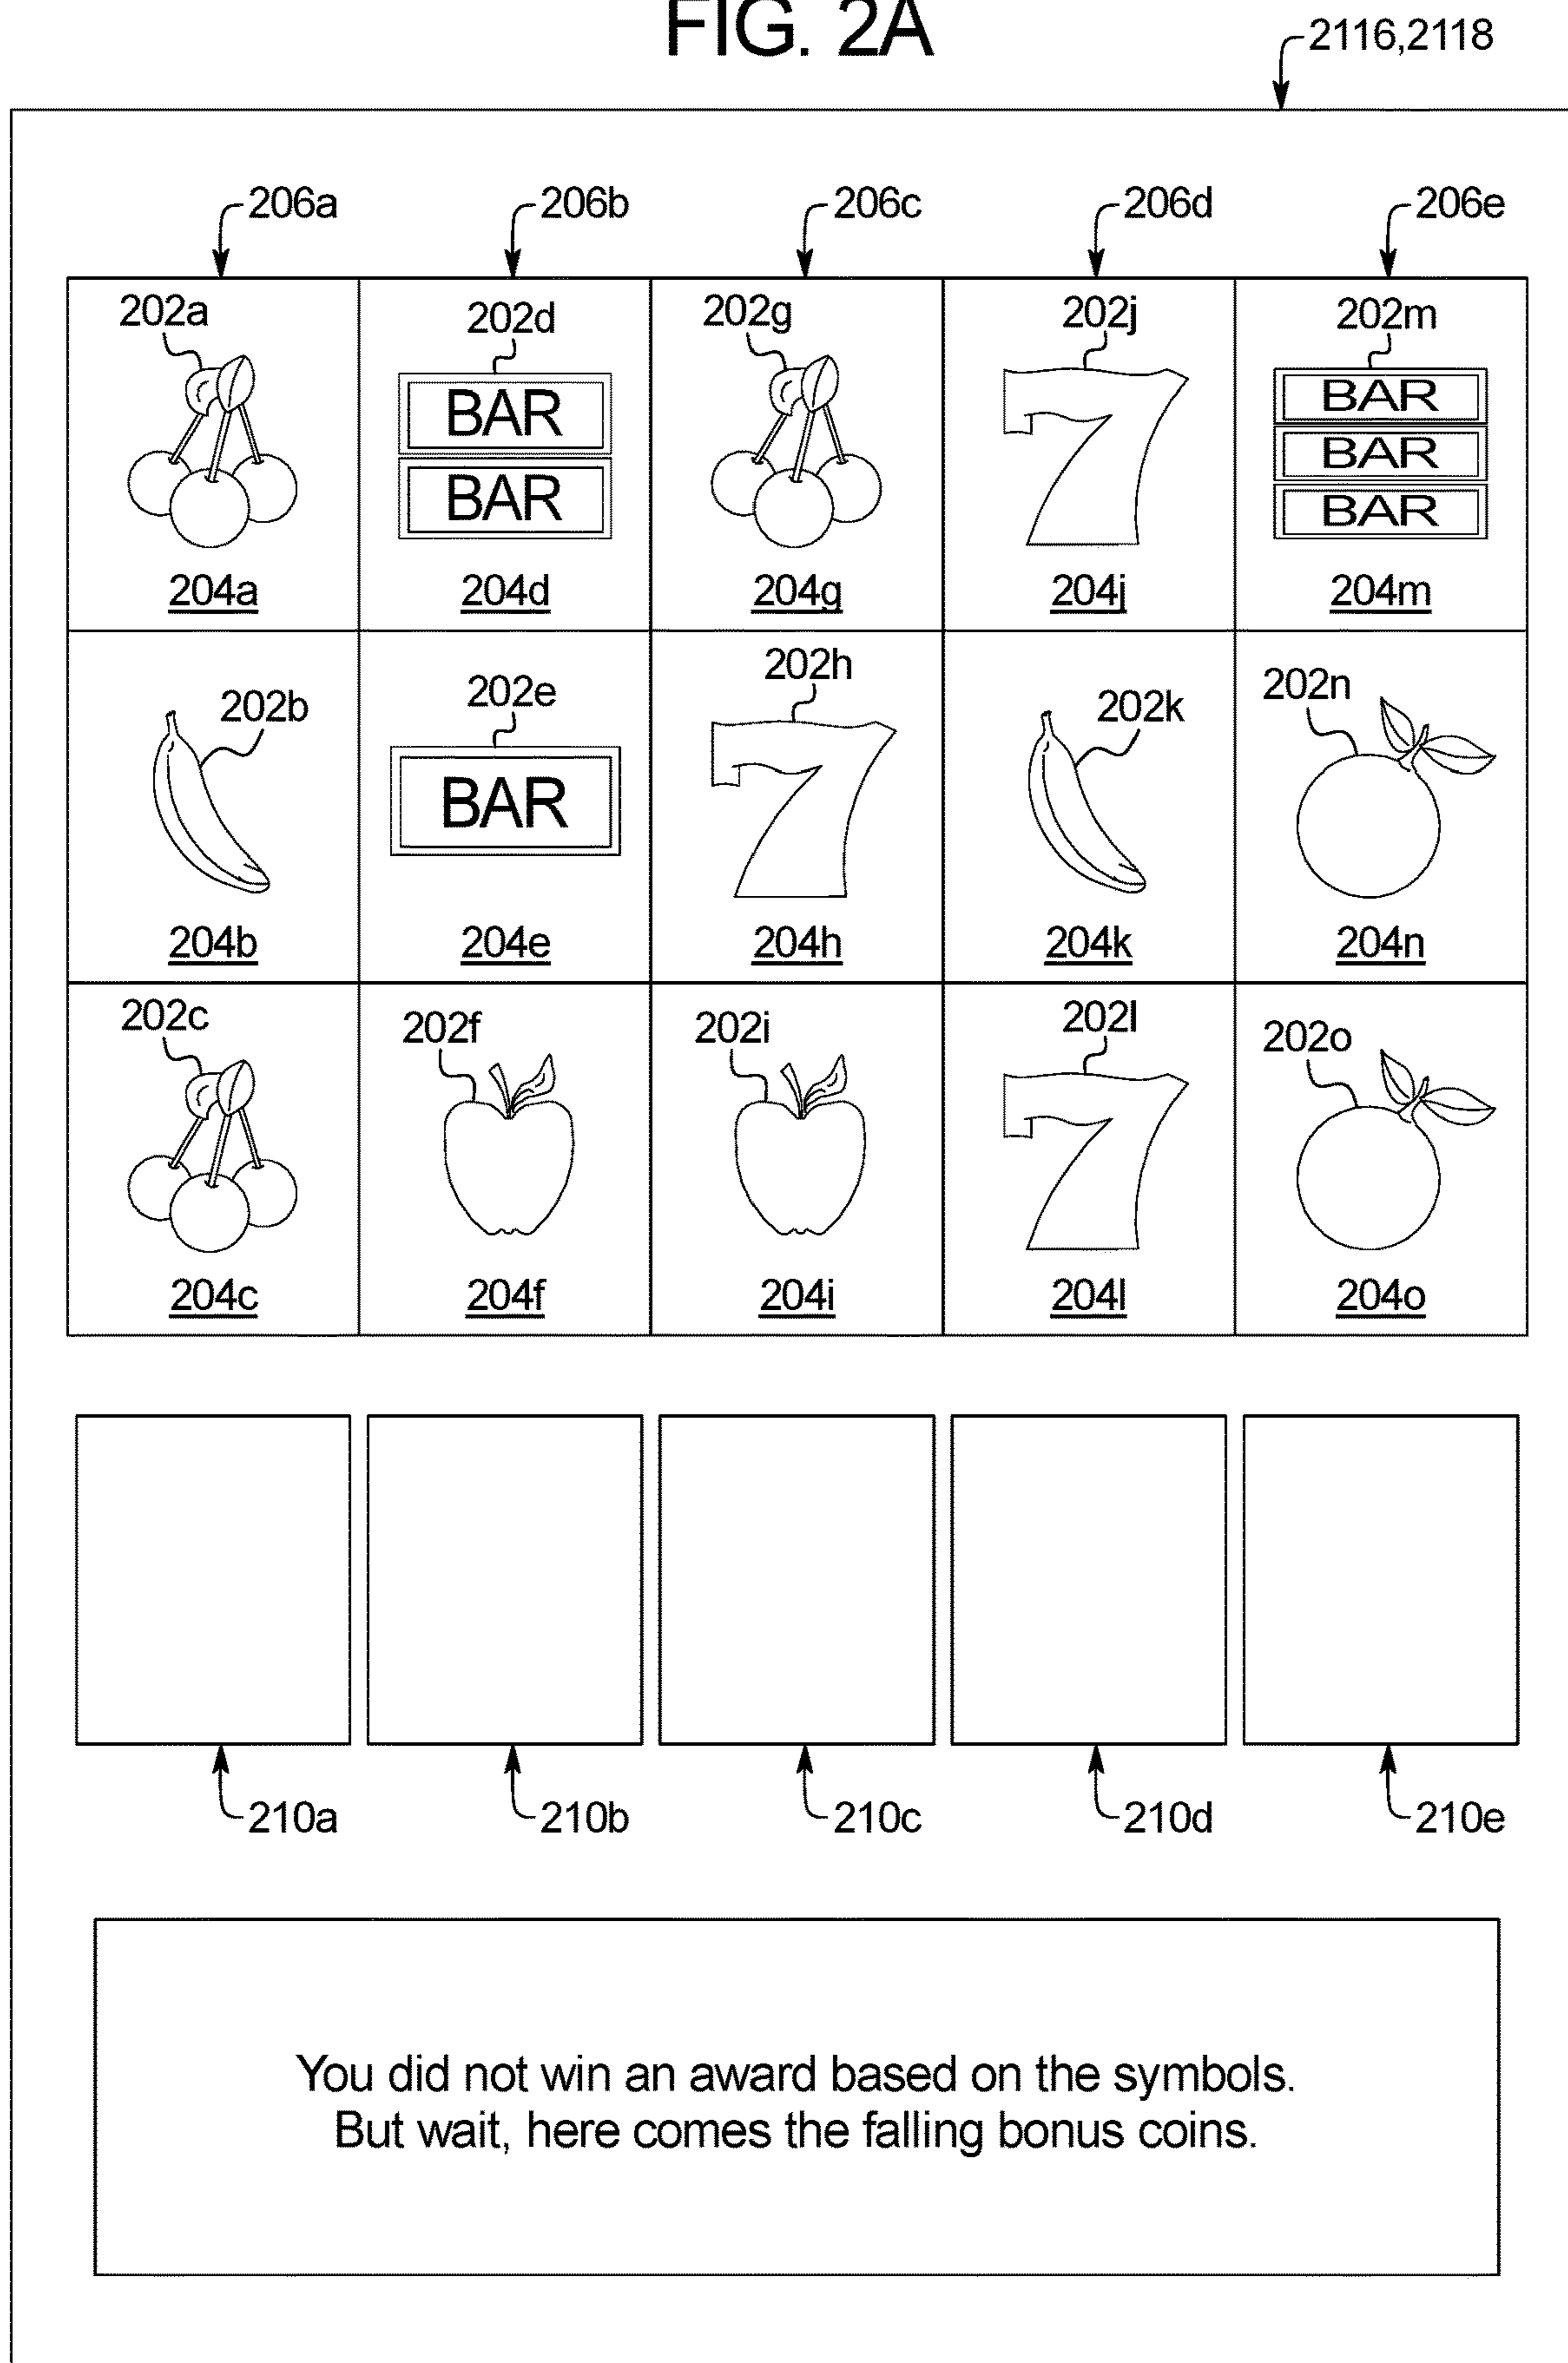 FIG. 2A
2116,2118
206a 206b 206c 206d 206e
202a 202d 202g 202j 202m
BAR BAR
BAR BAR
BAR
204a 204d 204g 204j 204m
202b 202e 202h 202k 202n
BAR
204b 204e 204h 204k 204n
202c 202f 202i 202l 202o
204c 204f 204i 204l 204o
210a 210b 210c 210d 210e
You did not win an award based on the symbols.
But wait, here comes the falling bonus coins.